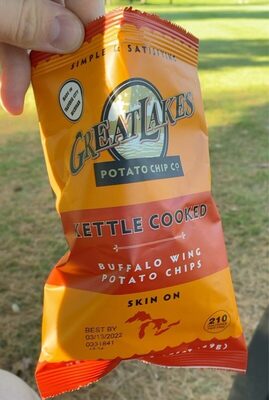 SIMPLE & SATISFYING
GREAT LAKES
POTATO CHIP CO
KETTLE COOKED
BUFFALO WING
POTATO CHIPS
SKIN ON
BEST BY
03/13/2022
210